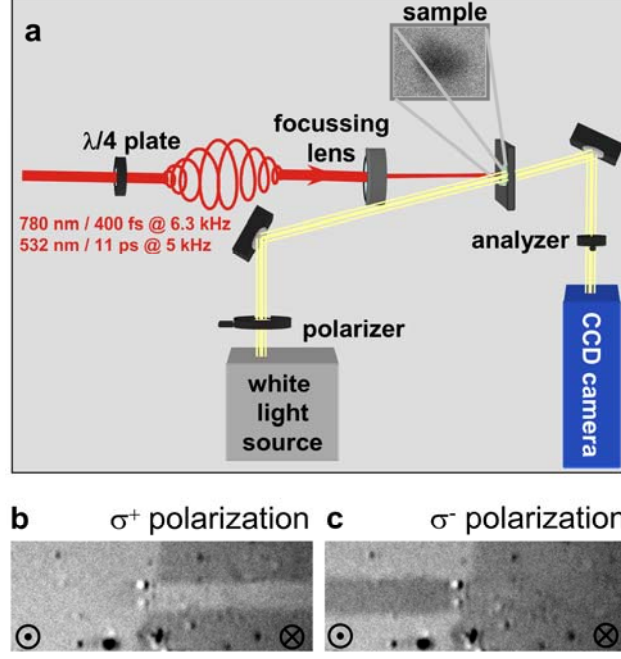 a
sample
λ/4 plate
focussing
lens
780 nm / 400 fs @ 6.3 kHz
532 nm / 11 ps @ 5 kHz
analyzer
polarizer
white
light
source
CCD camera
b σ⁺ polarization
c σ⁻ polarization